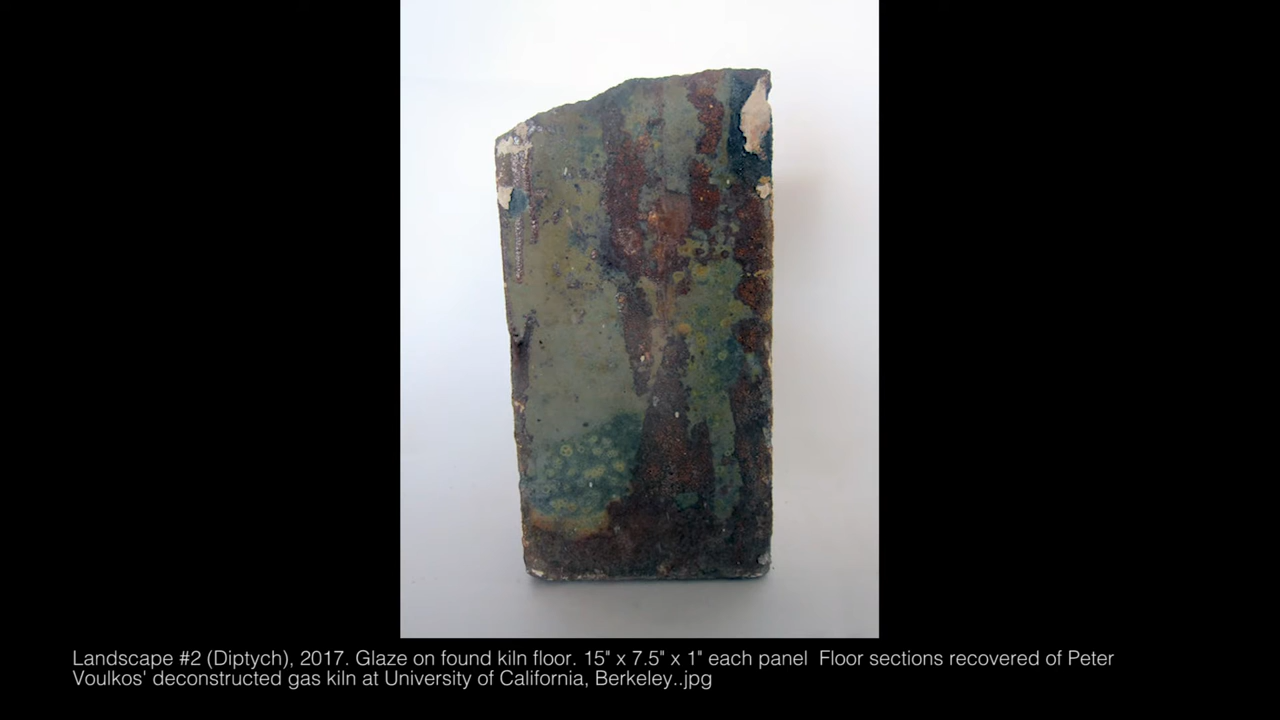 Landscape #2 (Diptych), 2017. Glaze on found kiln floor. 15" x 7.5" x 1" each panel  Floor sections recovered of Peter
Voulkos' deconstructed gas kiln at University of California, Berkeley..jpg